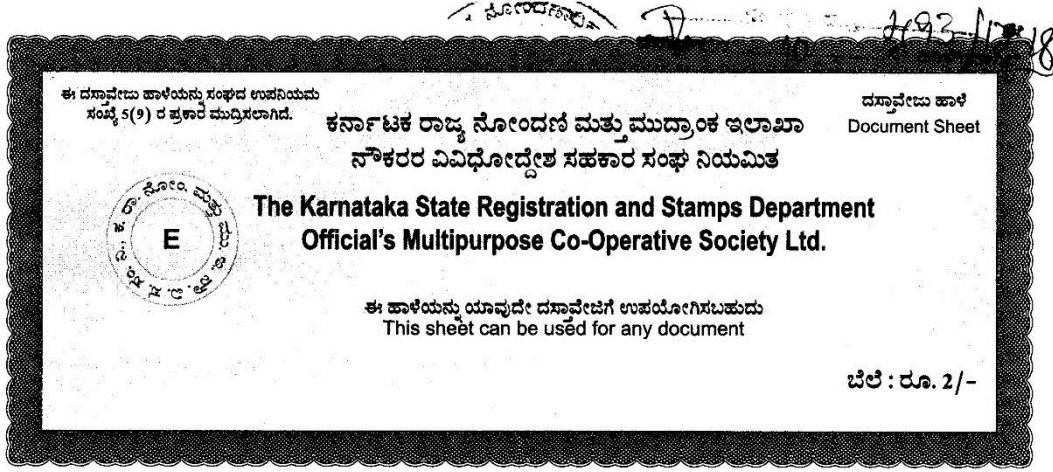 ನೋಂದಣಾಧಿ
ಈ ದಸ್ತಾವೇಜು ಹಾಳೆಯನ್ನು ಸಂಘದ ಉಪನಿಯಮ
ಸಂಖ್ಯೆ 5(9) ರ ಪ್ರಕಾರ ಮುದ್ರಿಸಲಾಗಿದೆ.
ದಸ್ತಾವೇಜು ಹಾಳೆ
Document Sheet
ಕರ್ನಾಟಕ ರಾಜ್ಯ ನೋಂದಣಿ ಮತ್ತು ಮುದ್ರಾಂಕ ಇಲಾಖಾ
ನೌಕರರ ವಿವಿಧೋದ್ದೇಶ ಸಹಕಾರ ಸಂಘ ನಿಯಮಿತ
E
The Karnataka State Registration and Stamps Department
Official's Multipurpose Co-Operative Society Ltd.
ಈ ಹಾಳೆಯನ್ನು ಯಾವುದೇ ದಸ್ತಾವೇಜಿಗೆ ಉಪಯೋಗಿಸಬಹುದು
This sheet can be used for any document
ಬೆಲೆ : ರೂ. 2/-